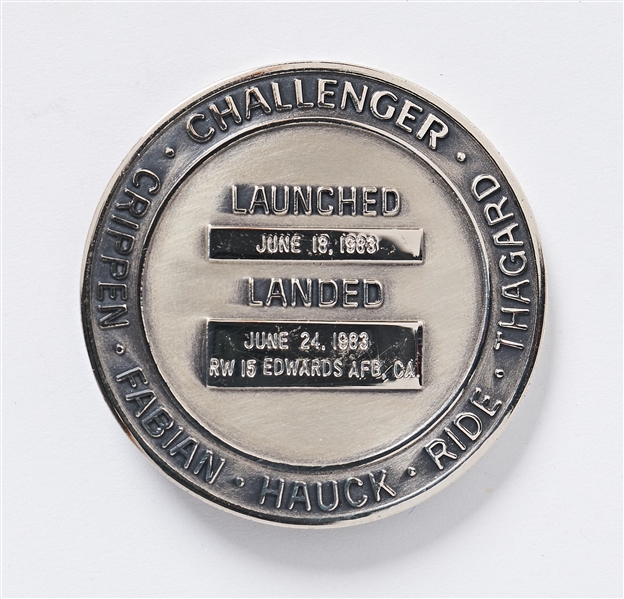 CHALLENGER · THAGARD · RIDE · HAUCK · FABIAN · CRIPPEN ·
LAUNCHED
JUNE 18, 1983
LANDED
JUNE 24, 1983
RW 15 EDWARDS AFB, CA